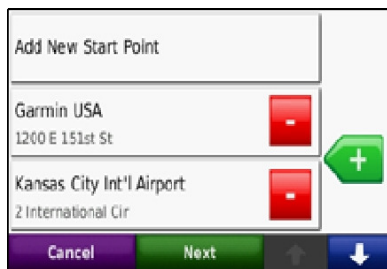 Add New Start Point
Garmin USA
1200 E 151st St
Kansas City Int'l Airport
2 International Cir
Cancel
Next